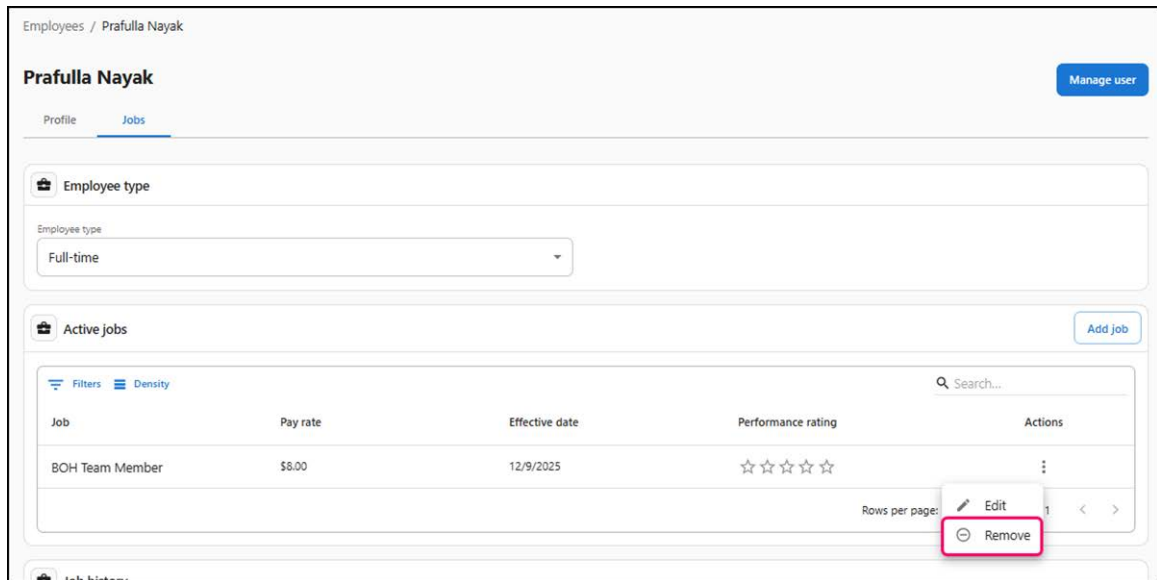 Employees / Prafulla Nayak
Prafulla Nayak
Manage user
Profile Jobs
Employee type
Employee type
Full-time
Active jobs
Add job
Filters Density
Search...
Job Pay rate Effective date Performance rating Actions
BOH Team Member $8.00 12/9/2025
Rows per page: 1
Edit
Remove
Job history